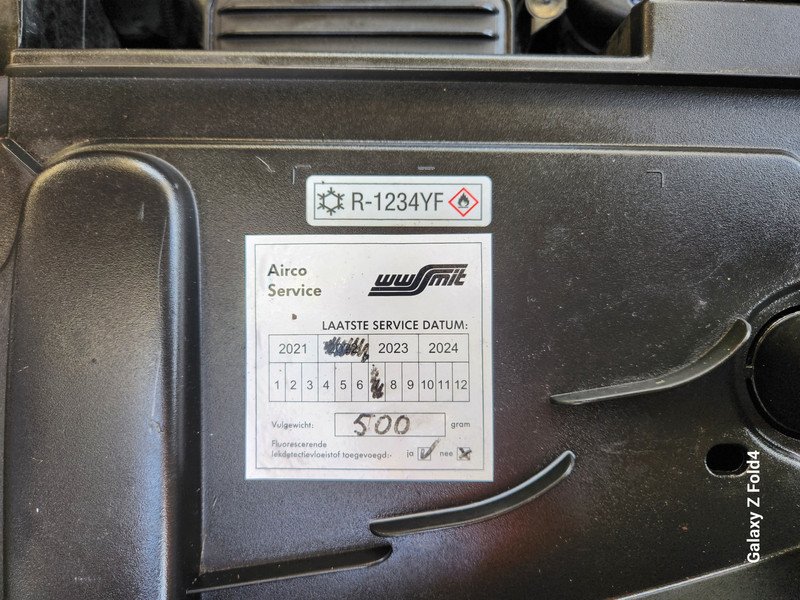 R-1234YF
Airco
Service
wwSmit
LAATSTE SERVICE DATUM:
2021 2023 2024
1 2 3 4 5 6 8 9 10 11 12
Vulgewicht: 500 gram
Fluorescerende
lekdetectievloeistof toegevoegd:- ja nee
Galaxy Z Fold4